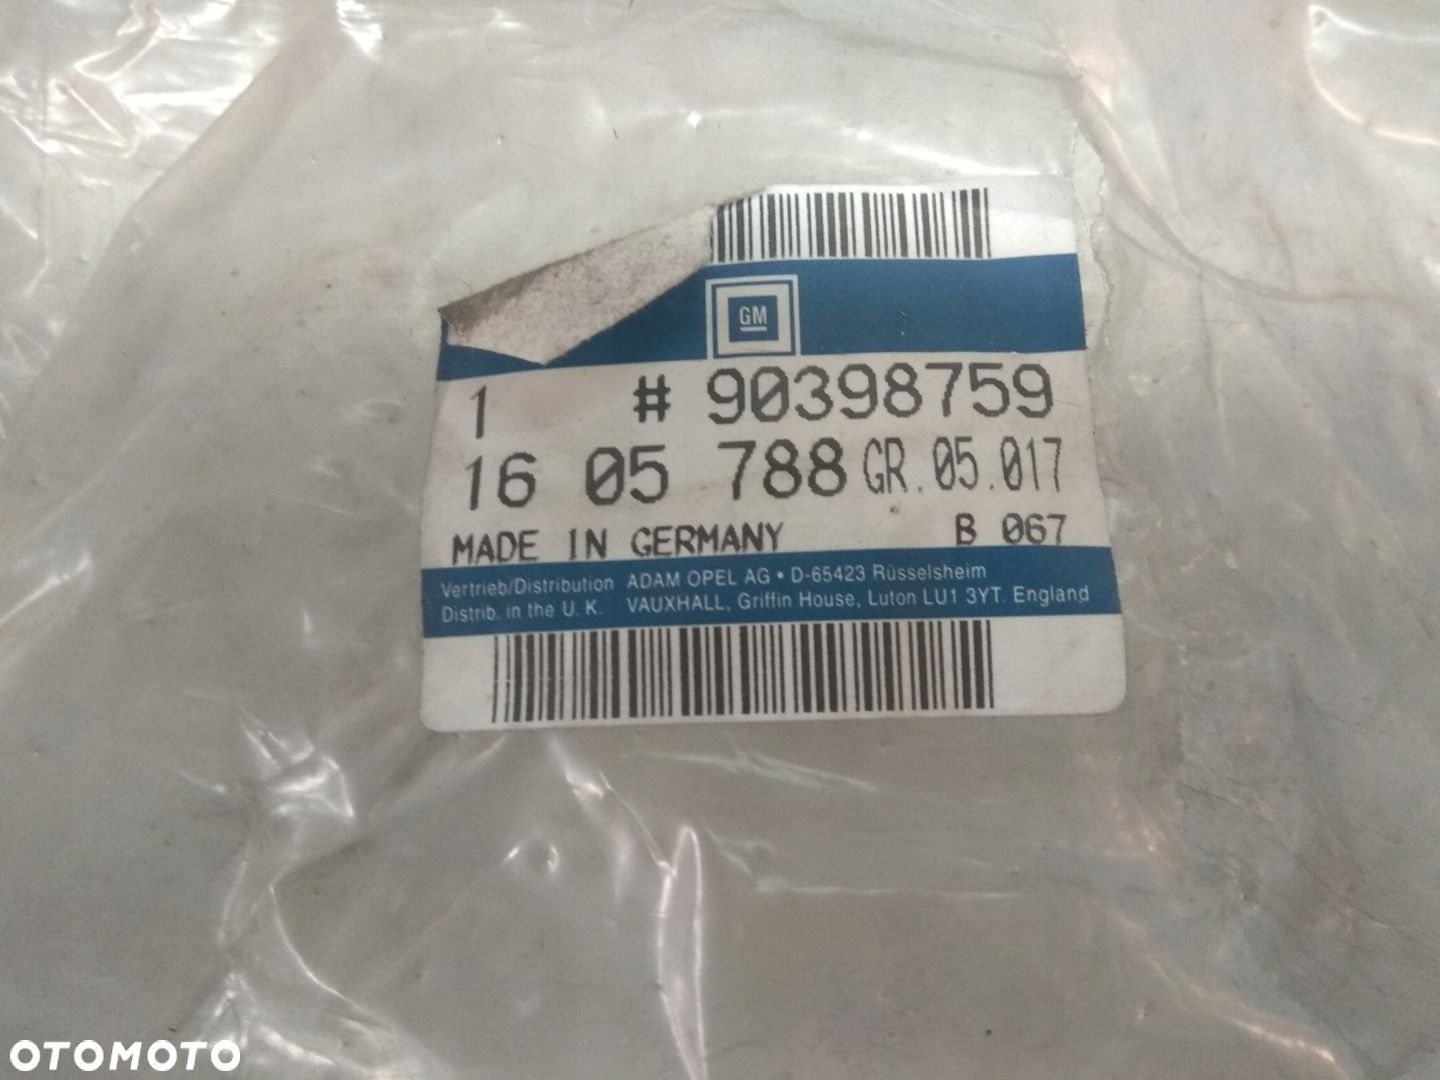 GM
1 # 90398759
16 05 788 GR. 05. 017
MADE IN GERMANY B 067
Vertrieb/Distribution ADAM OPEL AG • D-65423 Rüsselsheim
Distrib. in the U. K. VAUXHALL, Griffin House, Luton LU1 3YT. England
OTOMOTO